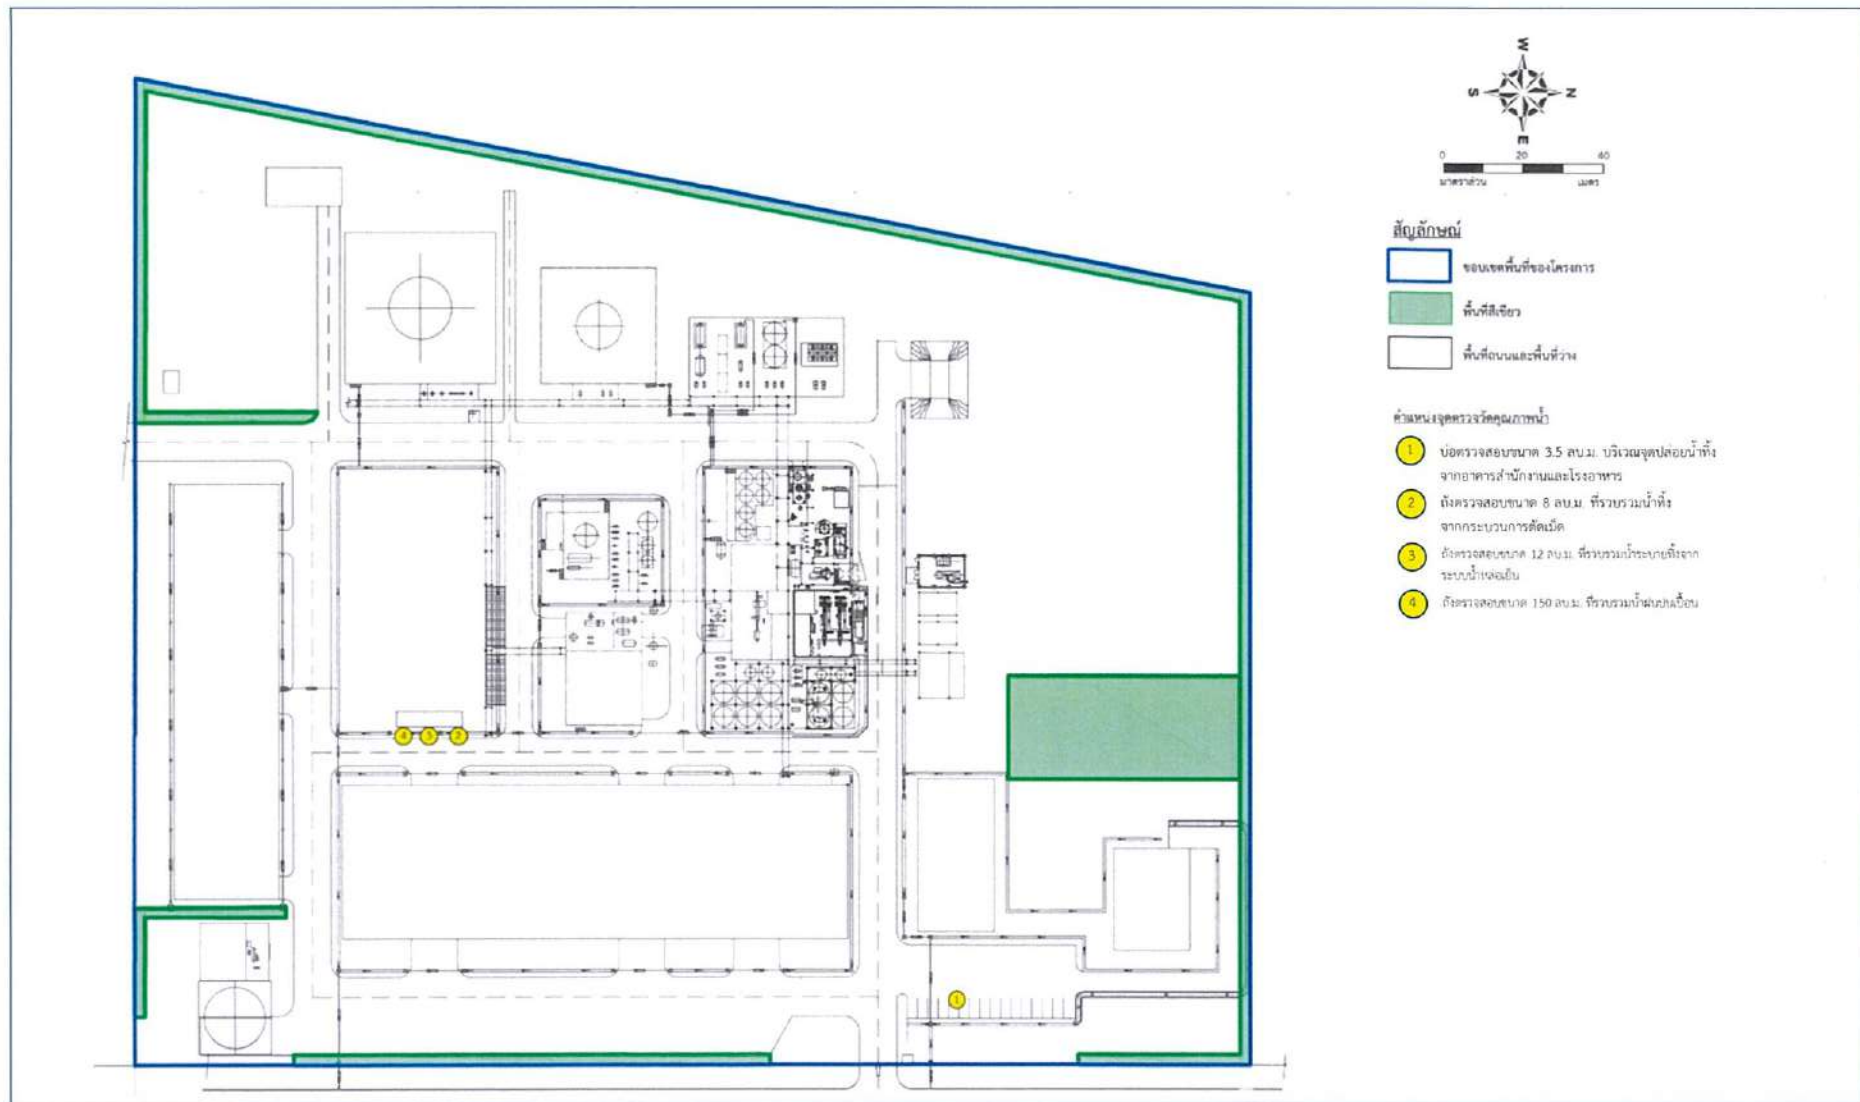 W
S N
E
0 20 40
มาตราส่วน เมตร
สัญลักษณ์
ขอบเขตพื้นที่ของโครงการ
พื้นที่สีเขียว
พื้นที่ถนนและพื้นที่ว่าง
ตำแหน่งจุดตรวจวัดคุณภาพน้ำ
1 บ่อตรวจสอบขนาด 3.5 ลบ.ม. บริเวณจุดปล่อยน้ำทิ้ง
จากอาคารสำนักงานและโรงอาหาร
2 ถังตรวจสอบขนาด 8 ลบ.ม. ที่รวบรวมน้ำทิ้ง
จากกระบวนการตัดเม็ด
3 ถังตรวจสอบขนาด 12 ลบ.ม. ที่รวบรวมน้ำระบายทิ้งจาก
ระบบน้ำหล่อเย็น
4 ถังตรวจสอบขนาด 150 ลบ.ม. ที่รวบรวมน้ำฝนปนเปื้อน
4 3 2
1